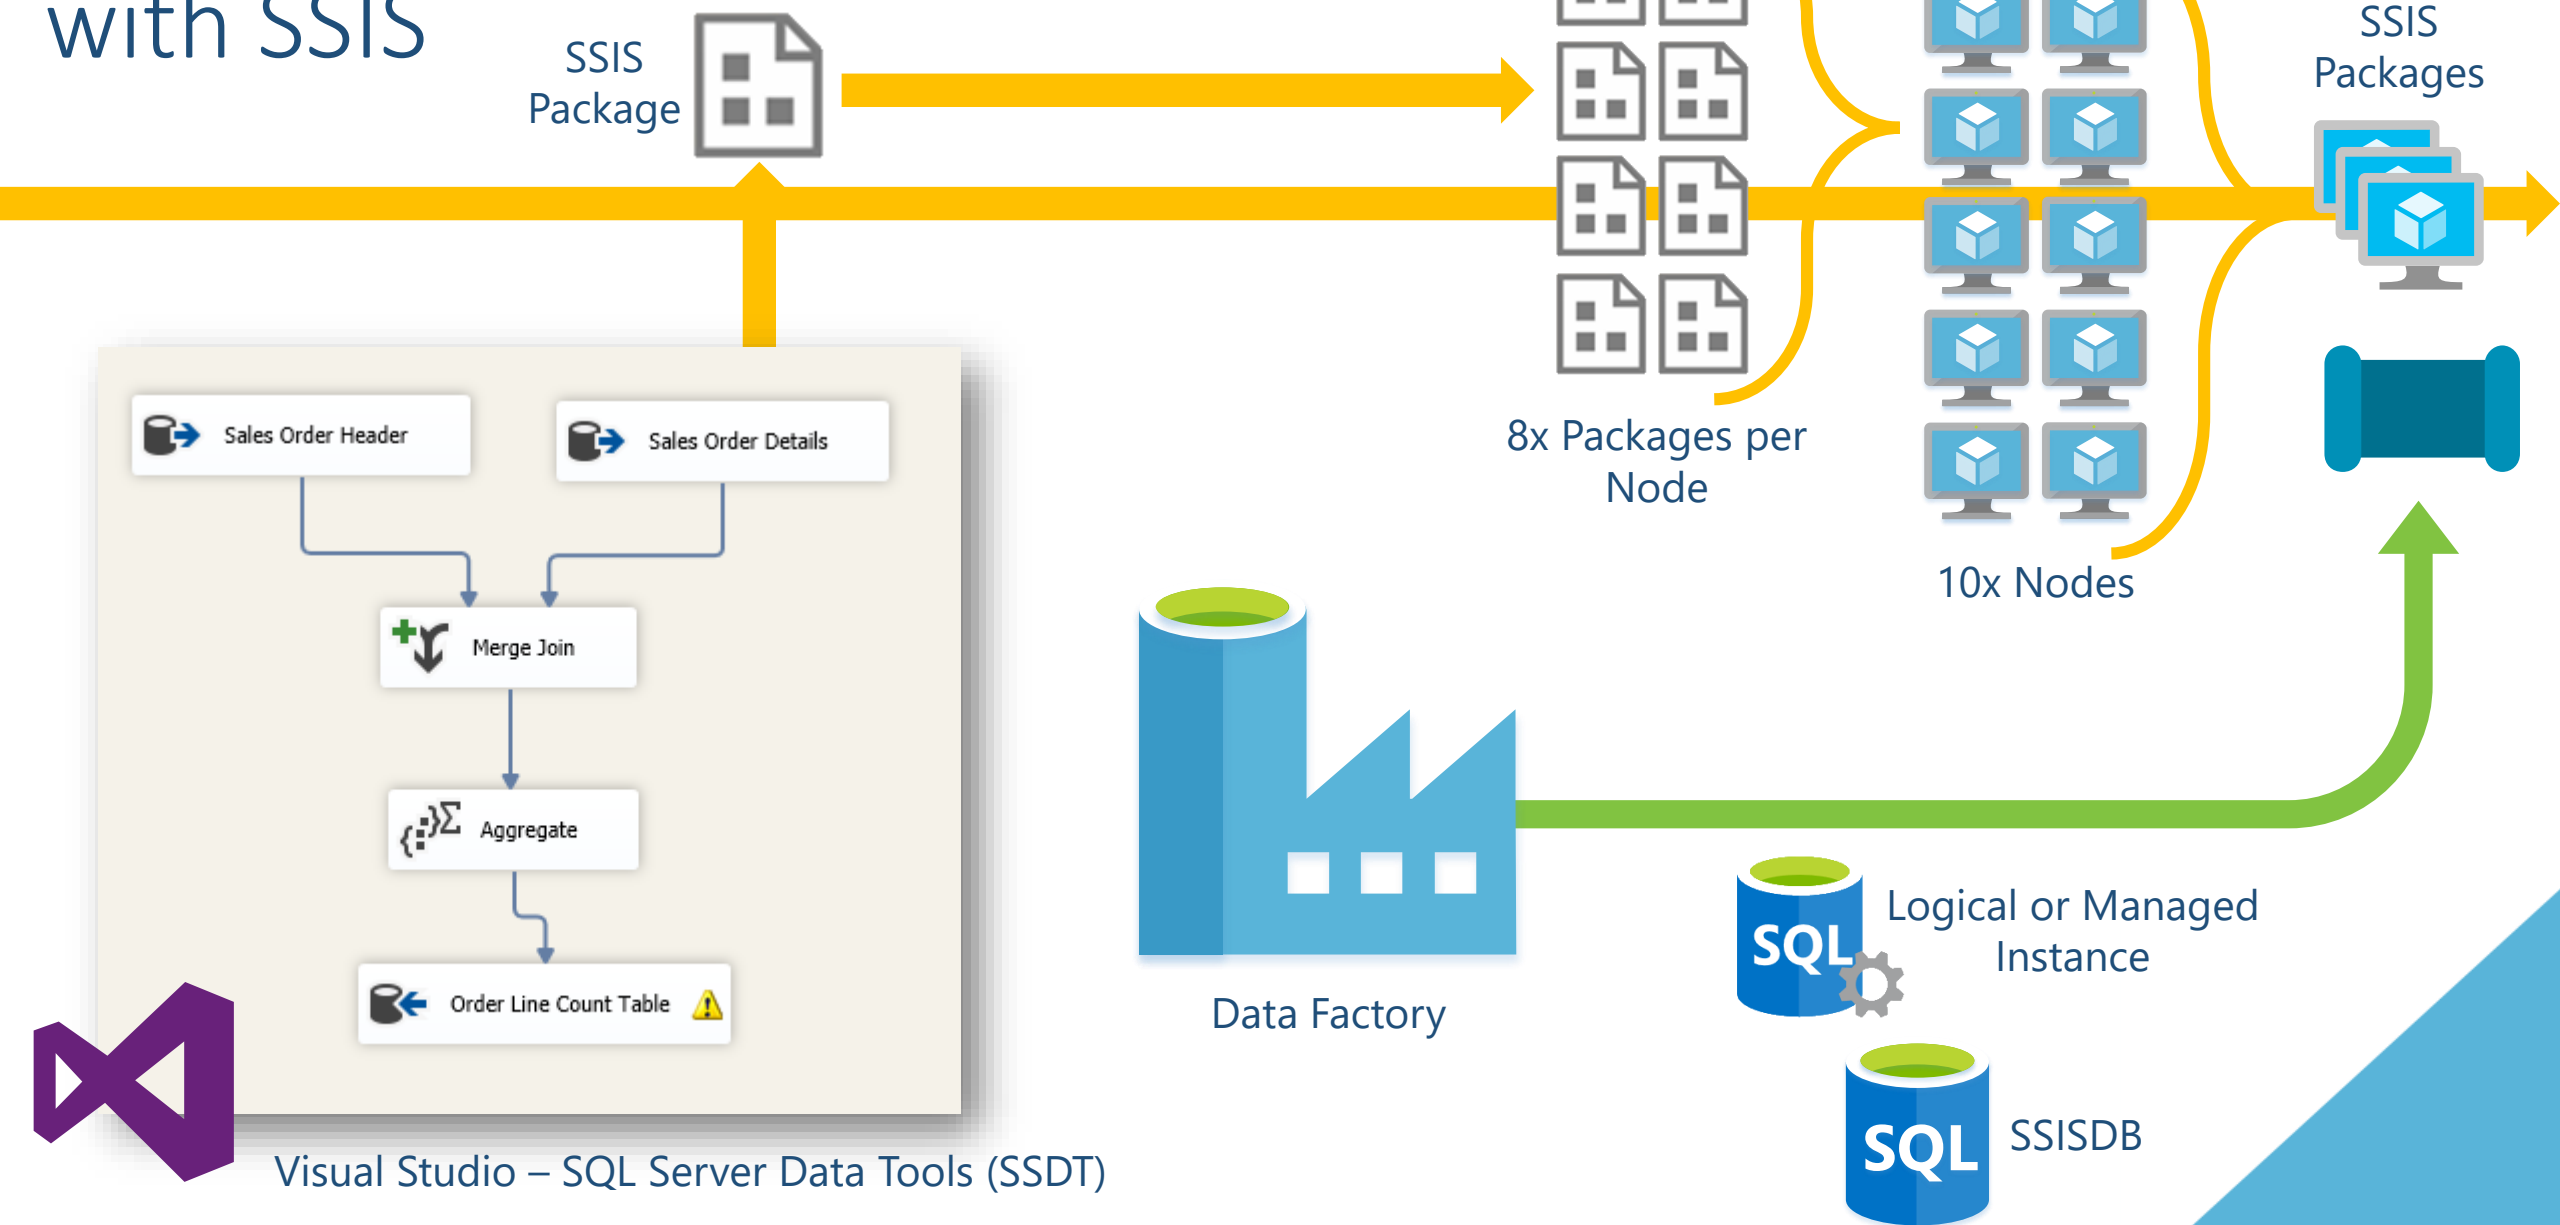 with SSIS
SSIS
Package
SSIS
Packages
Sales Order Header
Sales Order Details
8x Packages per
Node
10x Nodes
Merge Join
Aggregate
Order Line Count Table
Data Factory
SQL
Logical or Managed
Instance
SQL
SSISDB
Visual Studio – SQL Server Data Tools (SSDT)